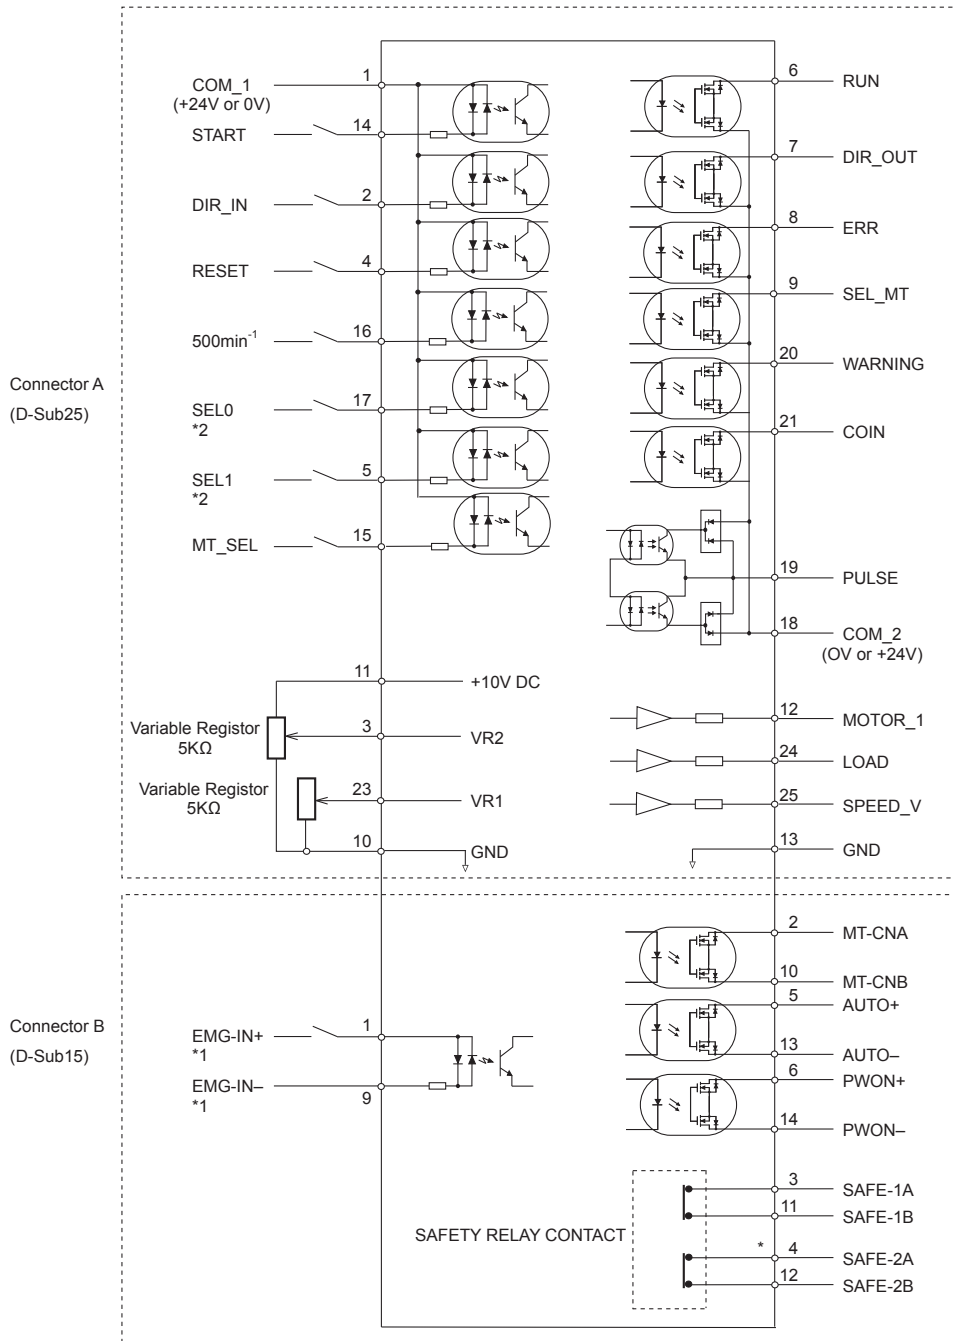 COM_1
(+24V or 0V)
1
START
14
DIR_IN
2
RESET
4
500min-1
16
SEL0
*2
17
SEL1
*2
5
MT_SEL
15
Connector A
(D-Sub25)
6
RUN
7
DIR_OUT
8
ERR
9
SEL_MT
20
WARNING
21
COIN
19
PULSE
18
COM_2
(OV or +24V)
11
+10V DC
Variable Registor
5KΩ
3
VR2
Variable Registor
5KΩ
23
VR1
10
GND
12
MOTOR_1
24
LOAD
25
SPEED_V
13
GND
Connector B
(D-Sub15)
EMG-IN+
*1
1
EMG-IN–
*1
9
2
MT-CNA
10
MT-CNB
5
AUTO+
13
AUTO–
6
PWON+
14
PWON–
SAFETY RELAY CONTACT
3
SAFE-1A
11
SAFE-1B
* 4
SAFE-2A
12
SAFE-2B